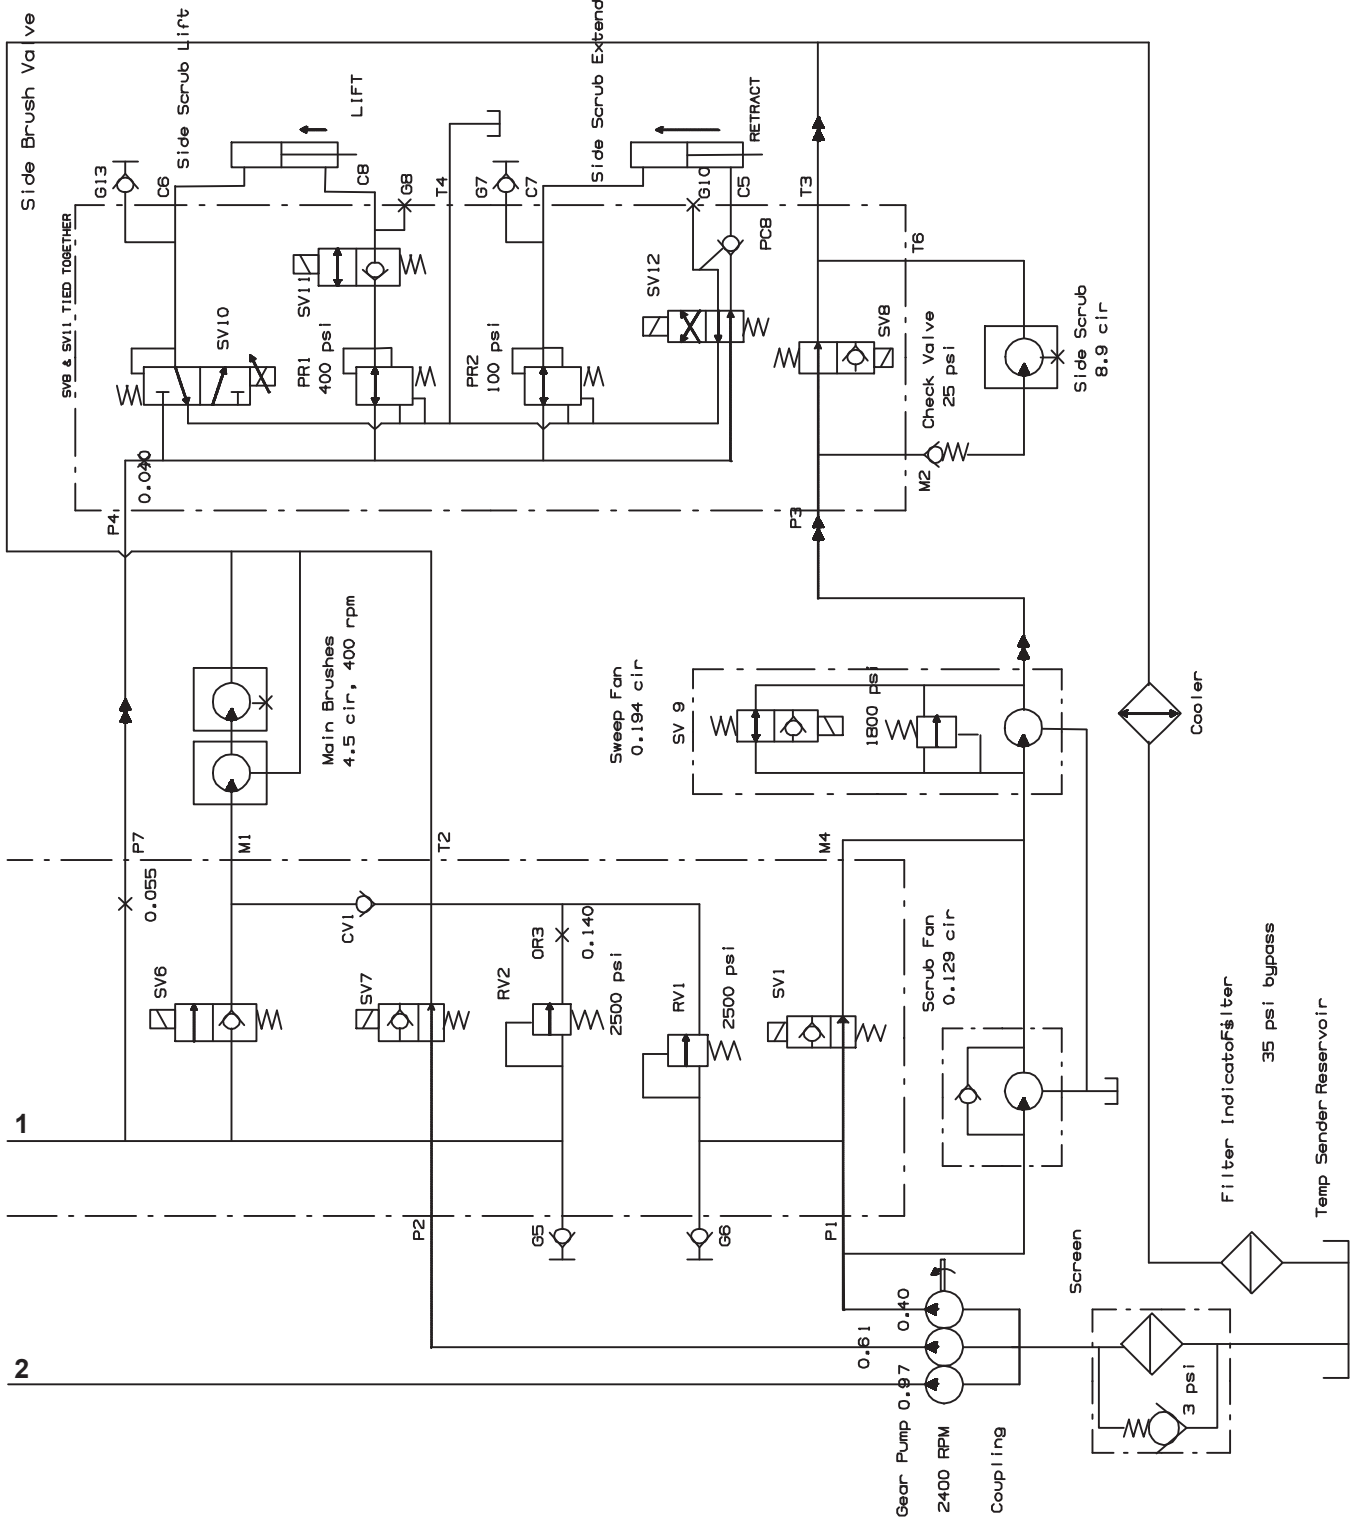 Side Brush Valve
Side Scrub Lift
Side Scrub Extend
LIFT
RETRACT
G13
C6
C8
G8
T4
G7
C7
G10
C5
T3
T6
SV8 & SV11 TIED TOGETHER
SV10
SV11
PR1
400 psi
PR2
100 psi
SV12
PC8
SV8
Check Valve
25 psi
Side Scrub
8.9 cir
M2
0.040
P4
P3
Main Brushes
4.5 cir, 400 rpm
Sweep Fan
0.194 cir
SV 9
1800 psi
Cooler
P7
M1
T2
M4
0.055
CV1
OR3
0.140
SV6
SV7
RV2
2500 psi
RV1
2500 psi
SV1
Scrub Fan
0.129 cir
1
P2
G5
G6
P1
Filter Indicator
Filter
35 psi bypass
Temp Sender Reservoir
Screen
2
0.61
0.40
Gear Pump 0.97
2400 RPM
Coupling
3 psi